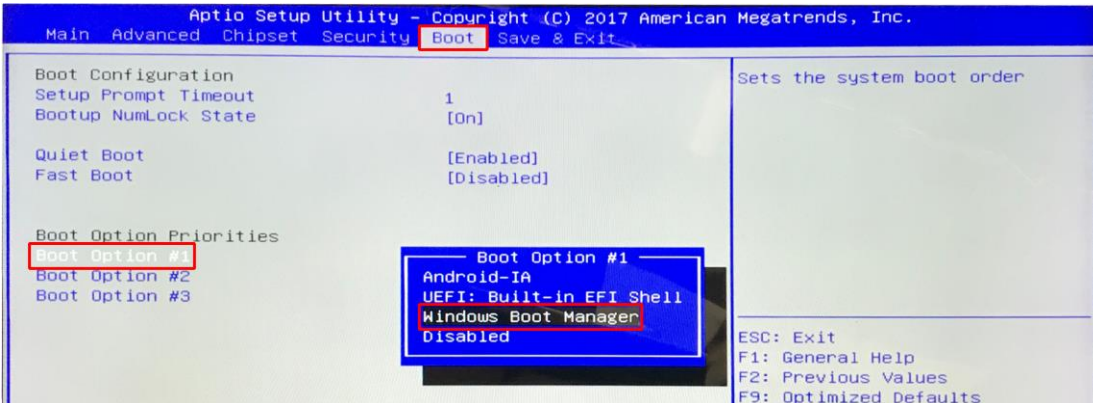 Aptio Setup Utility – Copyright (C) 2017 American Megatrends, Inc.
Main Advanced Chipset Security Boot Save & Exit
Boot Configuration
Setup Prompt Timeout 1
Bootup NumLock State [On]
Quiet Boot [Enabled]
Fast Boot [Disabled]
Boot Option Priorities
Boot Option #1
Boot Option #2
Boot Option #3
Boot Option #1
Android-IA
UEFI: Built-in EFI Shell
Windows Boot Manager
Disabled
Sets the system boot order
ESC: Exit
F1: General Help
F2: Previous Values
F9: Optimized Defaults